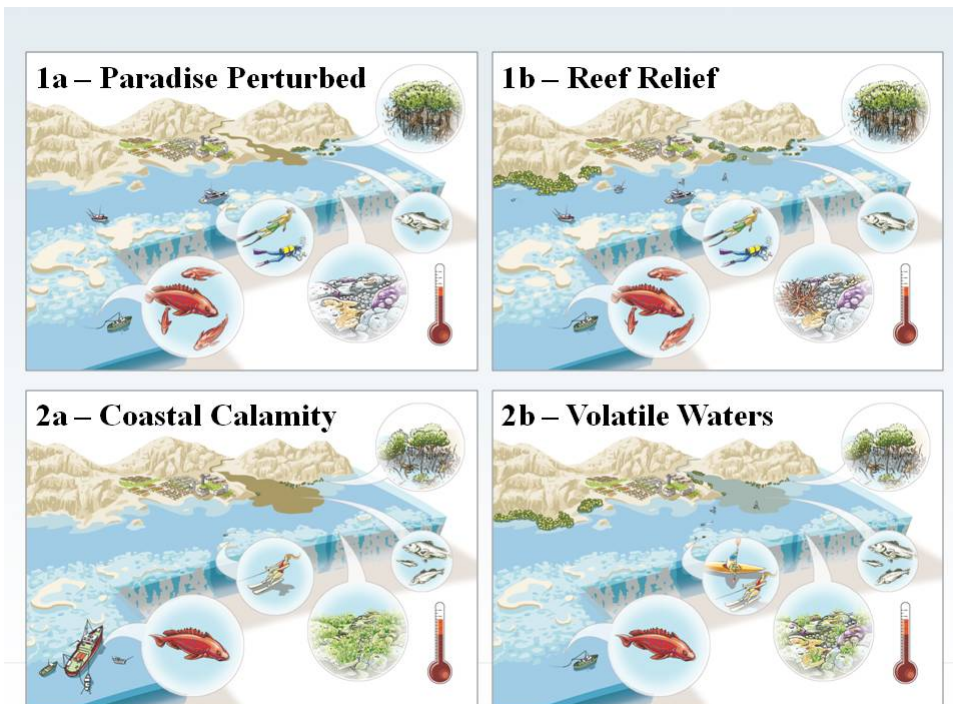 1a – Paradise Perturbed
1b – Reef Relief
2a – Coastal Calamity
2b – Volatile Waters